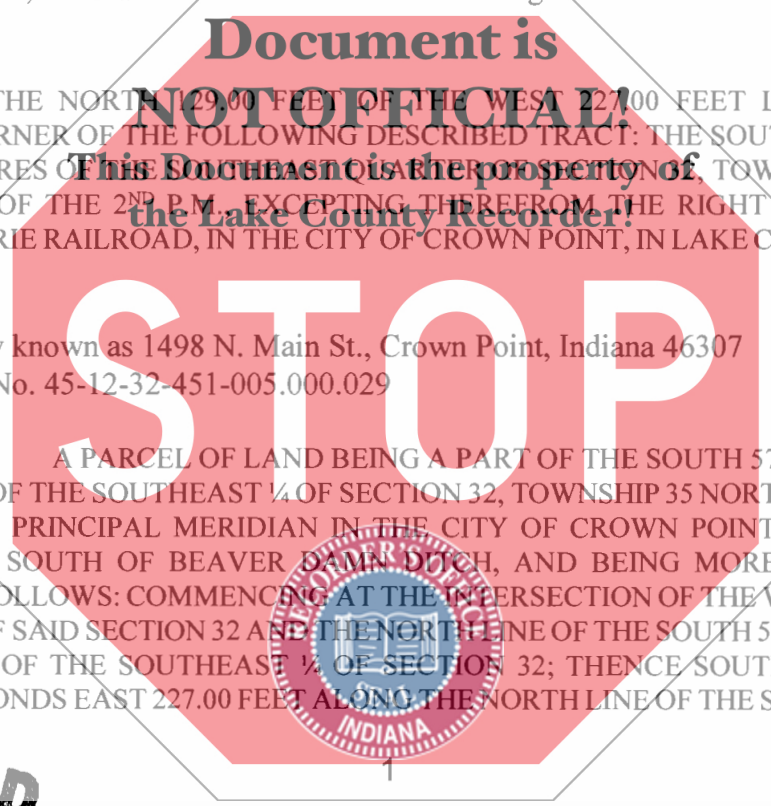 Document is
THE NORTH 129.00 FEET OF THE WEST 227.00 FEET L
NOT OFFICIAL!
RNER OF THE FOLLOWING DESCRIBED TRACT: THE SOU
RES OF THE SOUTHEAST QUARTER OF SECTION 32, TOW
This Document is the property of
OF THE 2ND P.M., EXCEPTING THEREFROM THE RIGHT
the Lake County Recorder!
RIE RAILROAD, IN THE CITY OF CROWN POINT, IN LAKE C
STOP
y known as 1498 N. Main St., Crown Point, Indiana 46307
No. 45-12-32-451-005.000.029
A PARCEL OF LAND BEING A PART OF THE SOUTH 57
OF THE SOUTHEAST ¼ OF SECTION 32, TOWNSHIP 35 NORT
PRINCIPAL MERIDIAN IN THE CITY OF CROWN POINT
SOUTH OF BEAVER DAMN DITCH, AND BEING MORE
OLLOWS: COMMENCING AT THE INTERSECTION OF THE W
F SAID SECTION 32 AND THE NORTH LINE OF THE SOUTH 5
OF THE SOUTHEAST ¼ OF SECTION 32; THENCE SOUT
ONDS EAST 227.00 FEET ALONG THE NORTH LINE OF THE S
RECORDER'S OFFICE
INDIANA
1